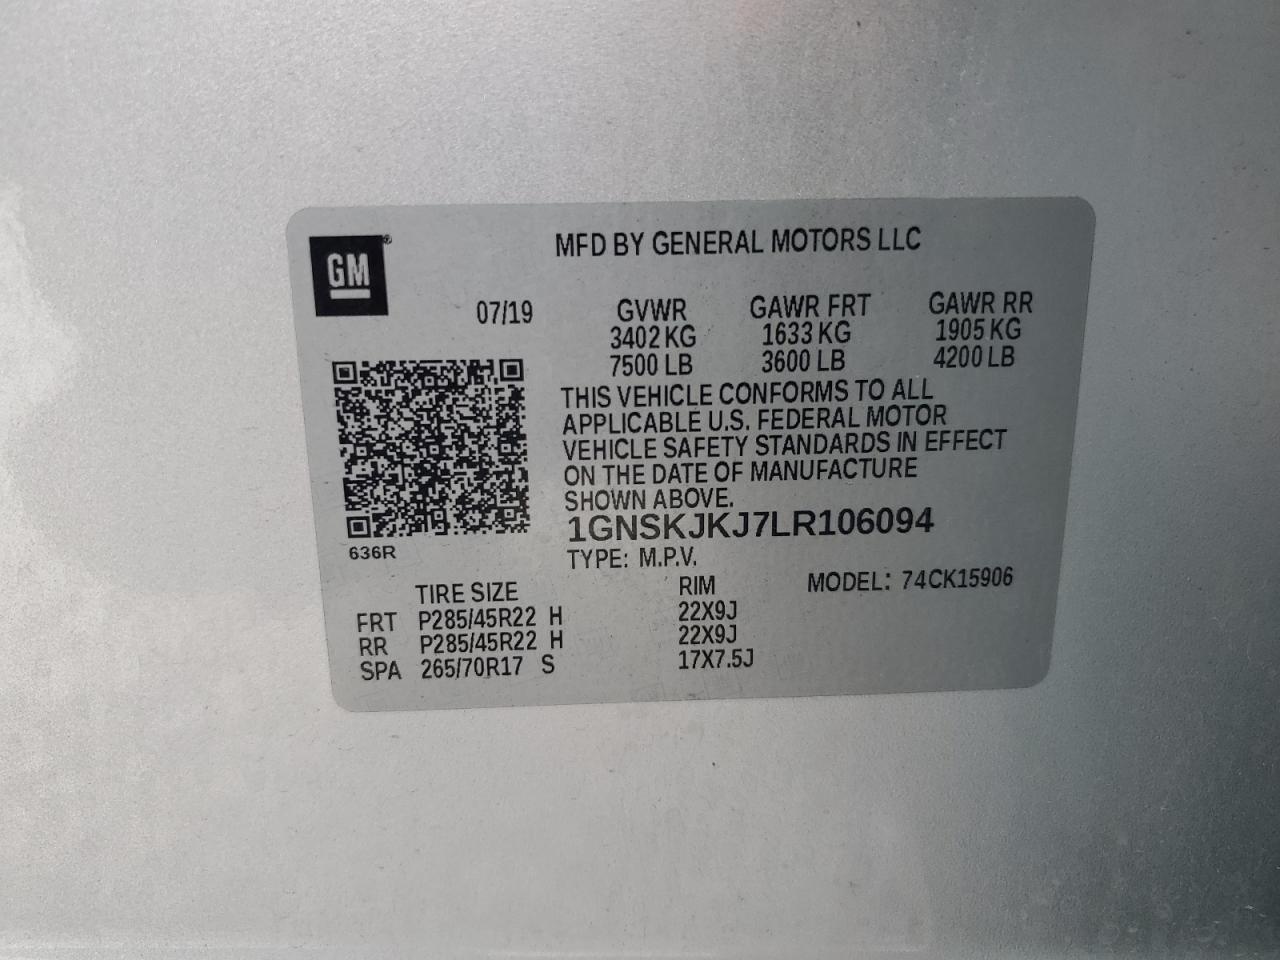 GM®
MFD BY GENERAL MOTORS LLC
07/19 GVWR GAWR FRT GAWR RR
3402 KG 1633 KG 1905 KG
7500 LB 3600 LB 4200 LB
THIS VEHICLE CONFORMS TO ALL
APPLICABLE U.S. FEDERAL MOTOR
VEHICLE SAFETY STANDARDS IN EFFECT
ON THE DATE OF MANUFACTURE
SHOWN ABOVE.
1GNSKJKJ7LR106094
636R
TYPE: M.P.V.
TIRE SIZE RIM MODEL: 74CK15906
FRT P285/45R22 H 22X9J
RR P285/45R22 H 22X9J
SPA 265/70R17 S 17X7.5J